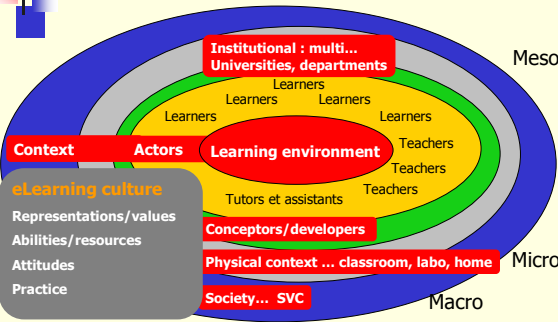 Institutional : multi...
Universities, departments
Meso
Learners
Learners
Learners
Learners
Learners
Context
Actors
Learning environment
Teachers
Teachers
Teachers
Tutors et assistants
eLearning culture
Representations/values
Abilities/resources
Attitudes
Practice
Conceptors/developers
Physical context ... classroom, labo, home
Micro
Society... SVC
Macro